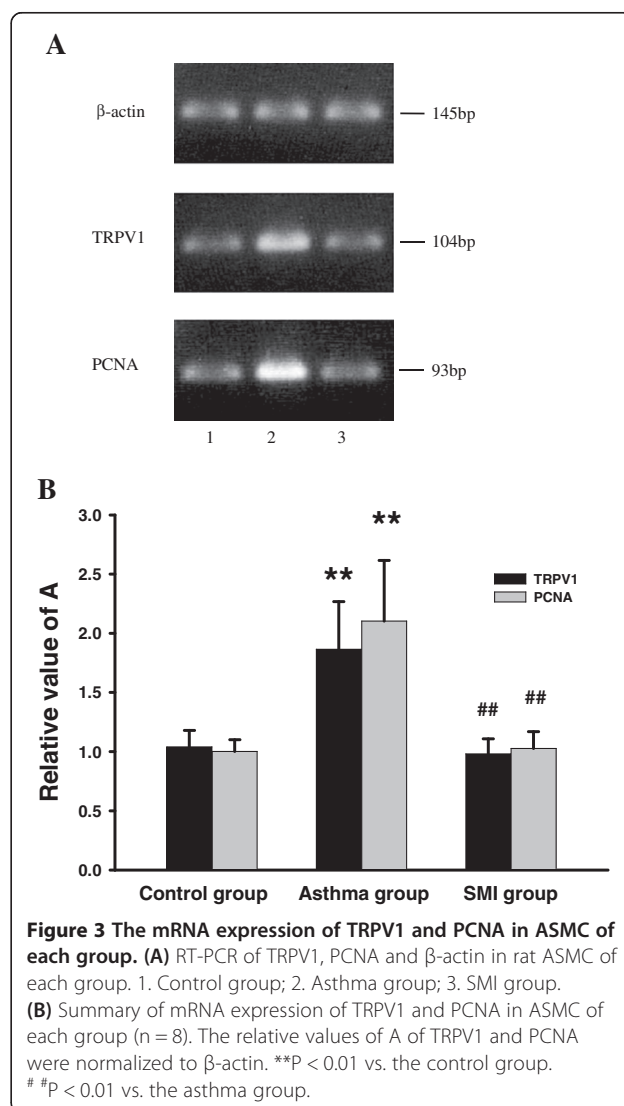 A
β-actin
145bp
TRPV1
104bp
PCNA
93bp
1 2 3
B
Relative value of A
3.0
2.5
2.0
1.5
1.0
0.5
0.0
**
**
##
##
TRPV1
PCNA
Control group Asthma group SMI group
Figure 3 The mRNA expression of TRPV1 and PCNA in ASMC of
each group. (A) RT-PCR of TRPV1, PCNA and β-actin in rat ASMC of
each group. 1. Control group; 2. Asthma group; 3. SMI group.
(B) Summary of mRNA expression of TRPV1 and PCNA in ASMC of
each group (n = 8). The relative values of A of TRPV1 and PCNA
were normalized to β-actin. **P < 0.01 vs. the control group.
# #P < 0.01 vs. the asthma group.